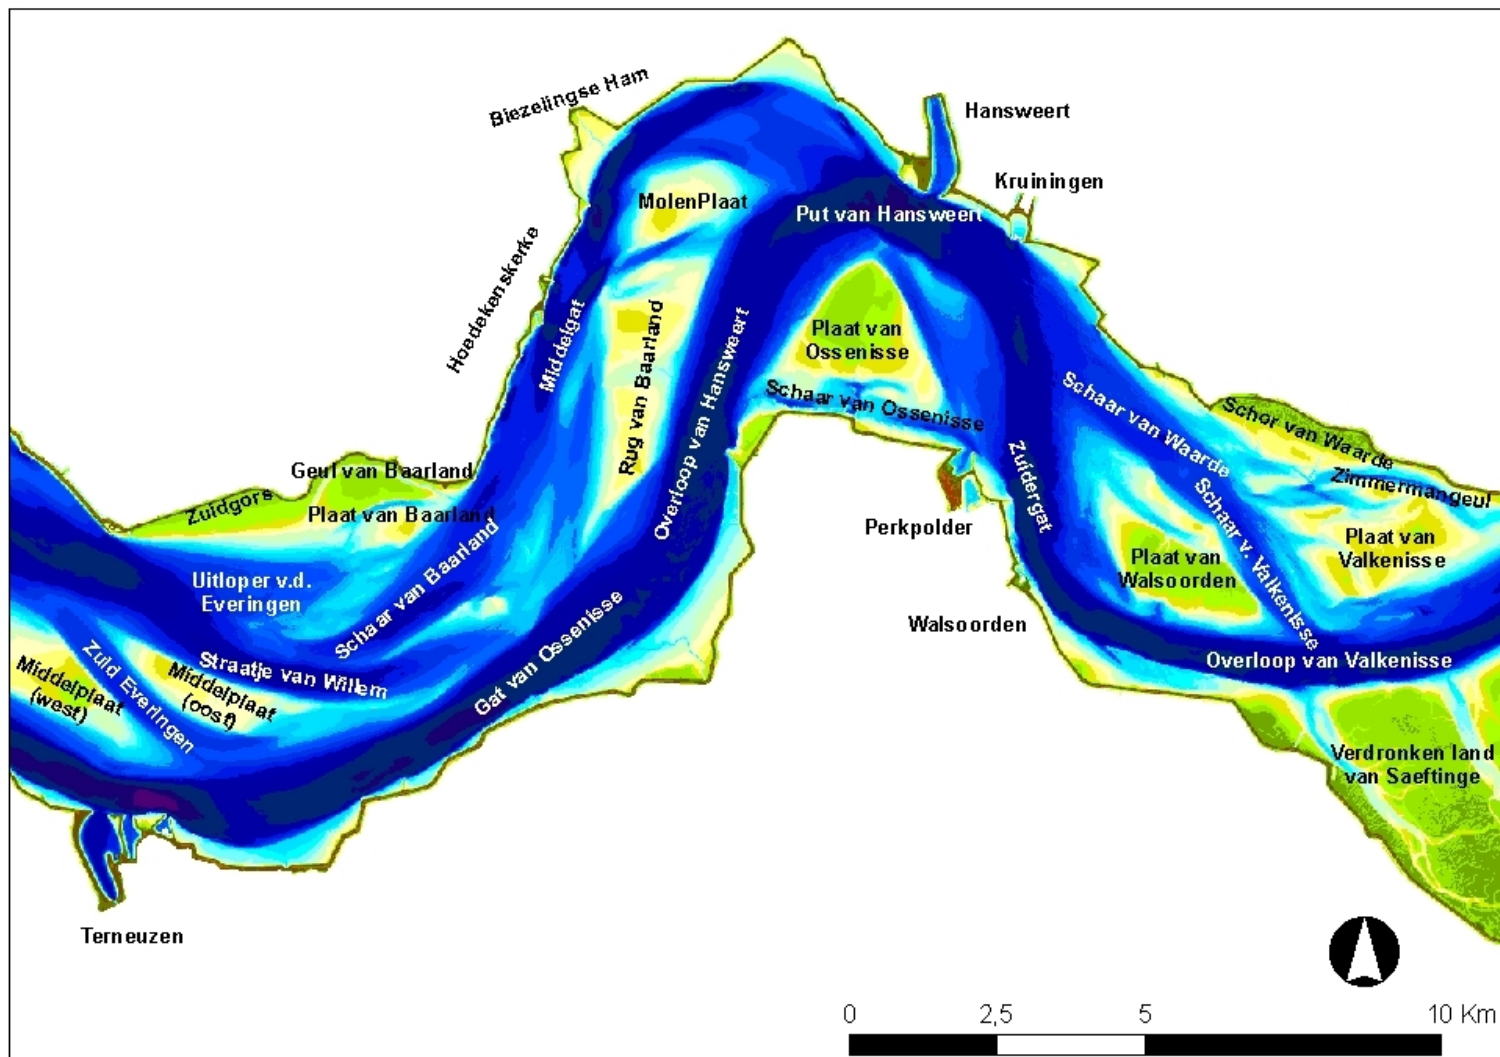 Biezelingse Ham
Hansweert
Kruiningen
MolenPlaat
Put van Hansweert
Hoedekenskerke
Middelgat
Rug van Baarland
Overloop van Hansweert
Plaat van
Ossenisse
Schaar van Ossenisse
Schaar van Waarde
Schor van Waarde
Zimmermangeul
Geul van Baarland
Zuidgors
Plaat van Baarland
Zuidergat
Perkpolder
Schaar v. Valkenisse
Plaat van
Valkenisse
Plaat van
Walsoorden
Uitloper v.d.
Everingen
Schaar van Baarland
Walsoorden
Overloop van Valkenisse
Straatje van Willem
Gat van Ossenisse
Zuid Everingen
Middelplaat
(west)
Middelplaat
(oost)
Verdronken land
van Saeftinge
Terneuzen
0 2,5 5 10 Km